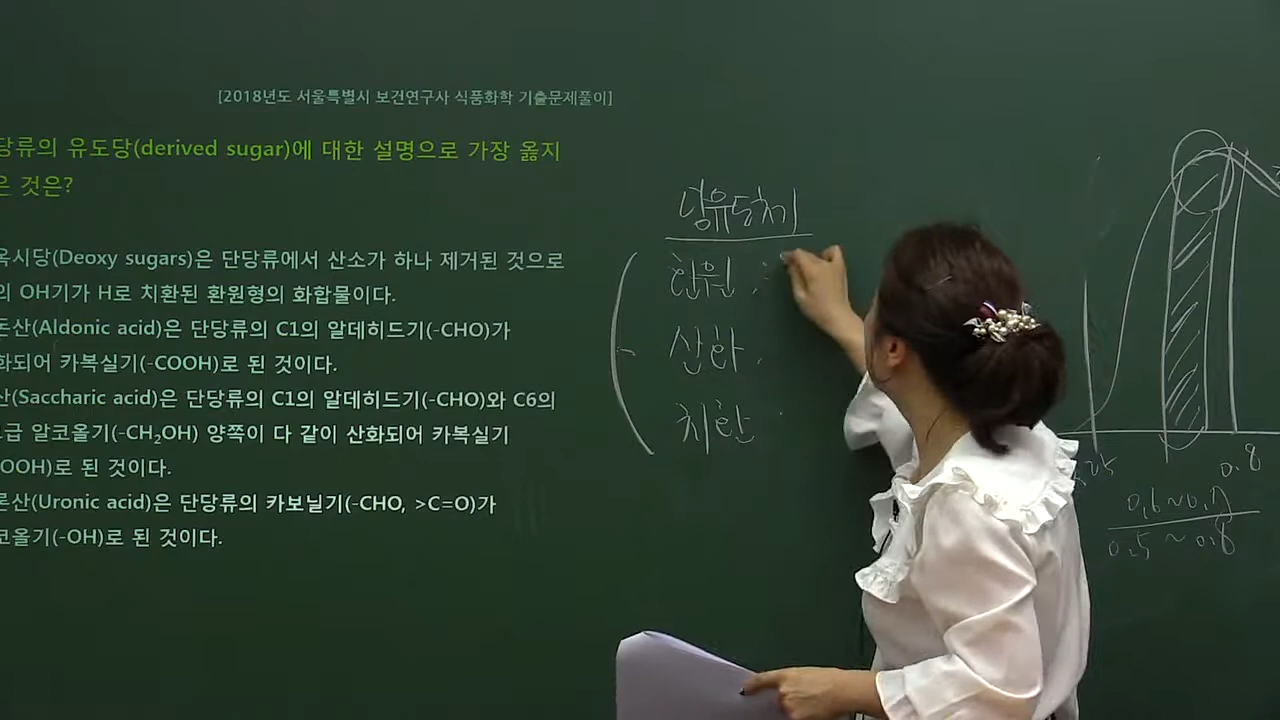 [2018년도 서울특별시 보건연구사 식품화학 기출문제풀이]
당류의 유도당(derived sugar)에 대한 설명으로 가장 옳지
은 것은?
옥시당(Deoxy sugars)은 단당류에서 산소가 하나 제거된 것으로
의 OH기가 H로 치환된 환원형의 화합물이다.
돈산(Aldonic acid)은 단당류의 C1의 알데히드기(-CHO)가
화되어 카복실기(-COOH)로 된 것이다.
산(Saccharic acid)은 단당류의 C1의 알데히드기(-CHO)와 C6의
급 알코올기(-CH₂OH) 양쪽이 다 같이 산화되어 카복실기
OOH)로 된 것이다.
론산(Uronic acid)은 단당류의 카보닐기(-CHO, >C=O)가
코올기(-OH)로 된 것이다.
당유도체기
환원
산화
치환
0.8
0.6~0.7
0.25~0.8